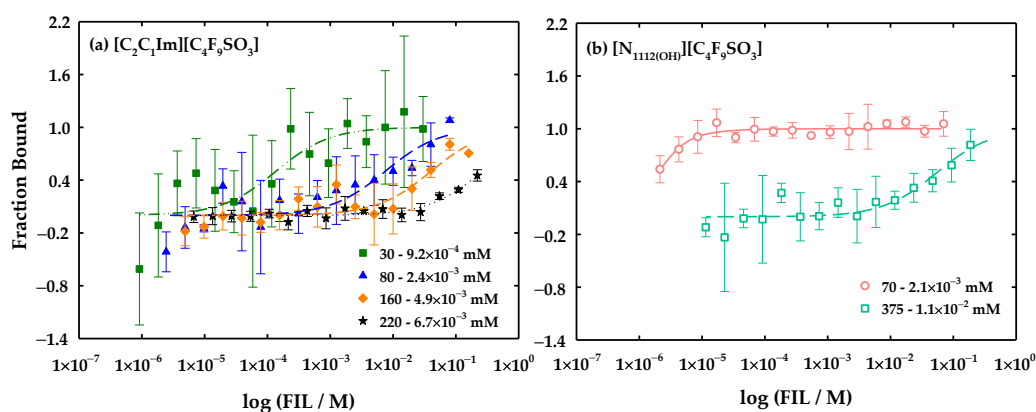 (a) [C₂C₁Im][C₄F₉SO₃]
2.2
1.6
1.0
0.4
−0.2
−0.8
−1.4
Fraction Bound
30 - 9.2×10⁻⁴ mM
80 - 2.4×10⁻³ mM
160 - 4.9×10⁻³ mM
220 - 6.7×10⁻³ mM
1×10⁻⁷ 1×10⁻⁶ 1×10⁻⁵ 1×10⁻⁴ 1×10⁻³ 1×10⁻² 1×10⁻¹ 1×10⁰
log (FIL / M)
(b) [N₁₁₁₂₍OH₎][C₄F₉SO₃]
2.2
1.6
1.0
0.4
−0.2
−0.8
−1.4
70 - 2.1×10⁻³ mM
375 - 1.1×10⁻² mM
1×10⁻⁷ 1×10⁻⁶ 1×10⁻⁵ 1×10⁻⁴ 1×10⁻³ 1×10⁻² 1×10⁻¹ 1×10⁰
log (FIL / M)